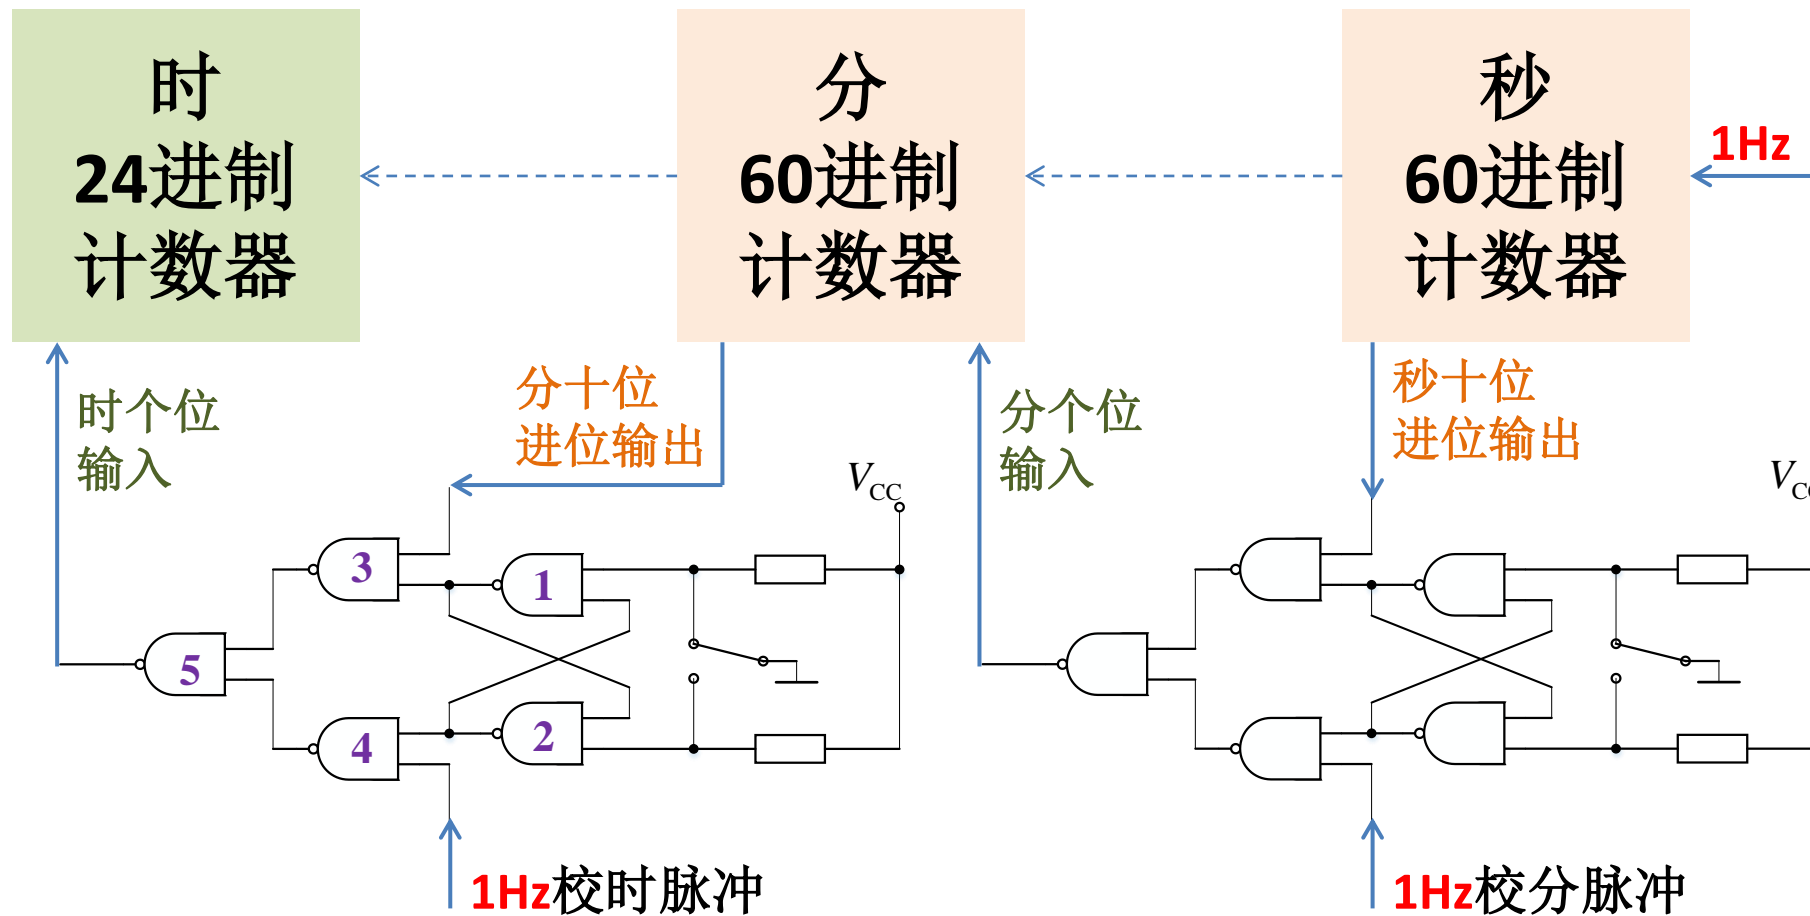 时
24进制
计数器
分
60进制
计数器
秒
60进制
计数器
1Hz
时个位
输入
分十位
进位输出
V_CC
分个位
输入
秒十位
进位输出
V_CC
3
1
5
4
2
1Hz校时脉冲
1Hz校分脉冲